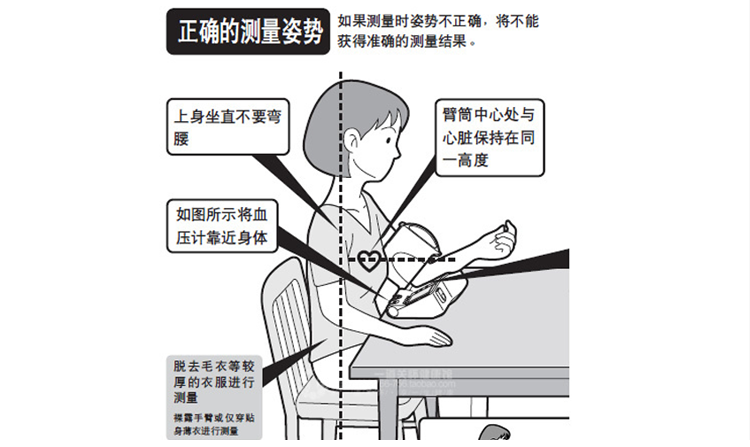 正确的测量姿势
如果测量时姿势不正确，将不能
获得准确的测量结果。
上身坐直不要弯
腰
臂筒中心处与
心脏保持在同
一高度
如图所示将血
压计靠近身体
脱去毛衣等较
厚的衣服进行
测量
裸露手臂或仅穿贴
身薄衣进行测量